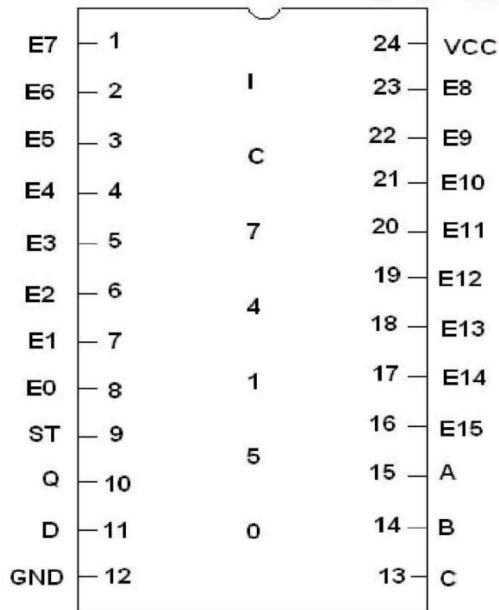 E7 1 24 VCC
E6 2 I 23 E8
E5 3 C 22 E9
E4 4 21 E10
E3 5 7 20 E11
E2 6 4 19 E12
E1 7 18 E13
E0 8 1 17 E14
ST 9 5 16 E15
Q 10 15 A
D 11 0 14 B
GND 12 13 C